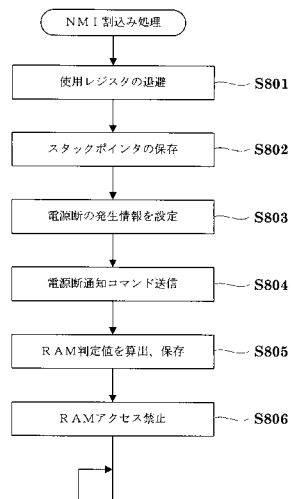 ＮＭＩ割込み処理
使用レジスタの退避 S801
スタックポインタの保存 S802
電源断の発生情報を設定 S803
電源断通知コマンド送信 S804
ＲＡＭ判定値を算出、保存 S805
ＲＡＭアクセス禁止 S806